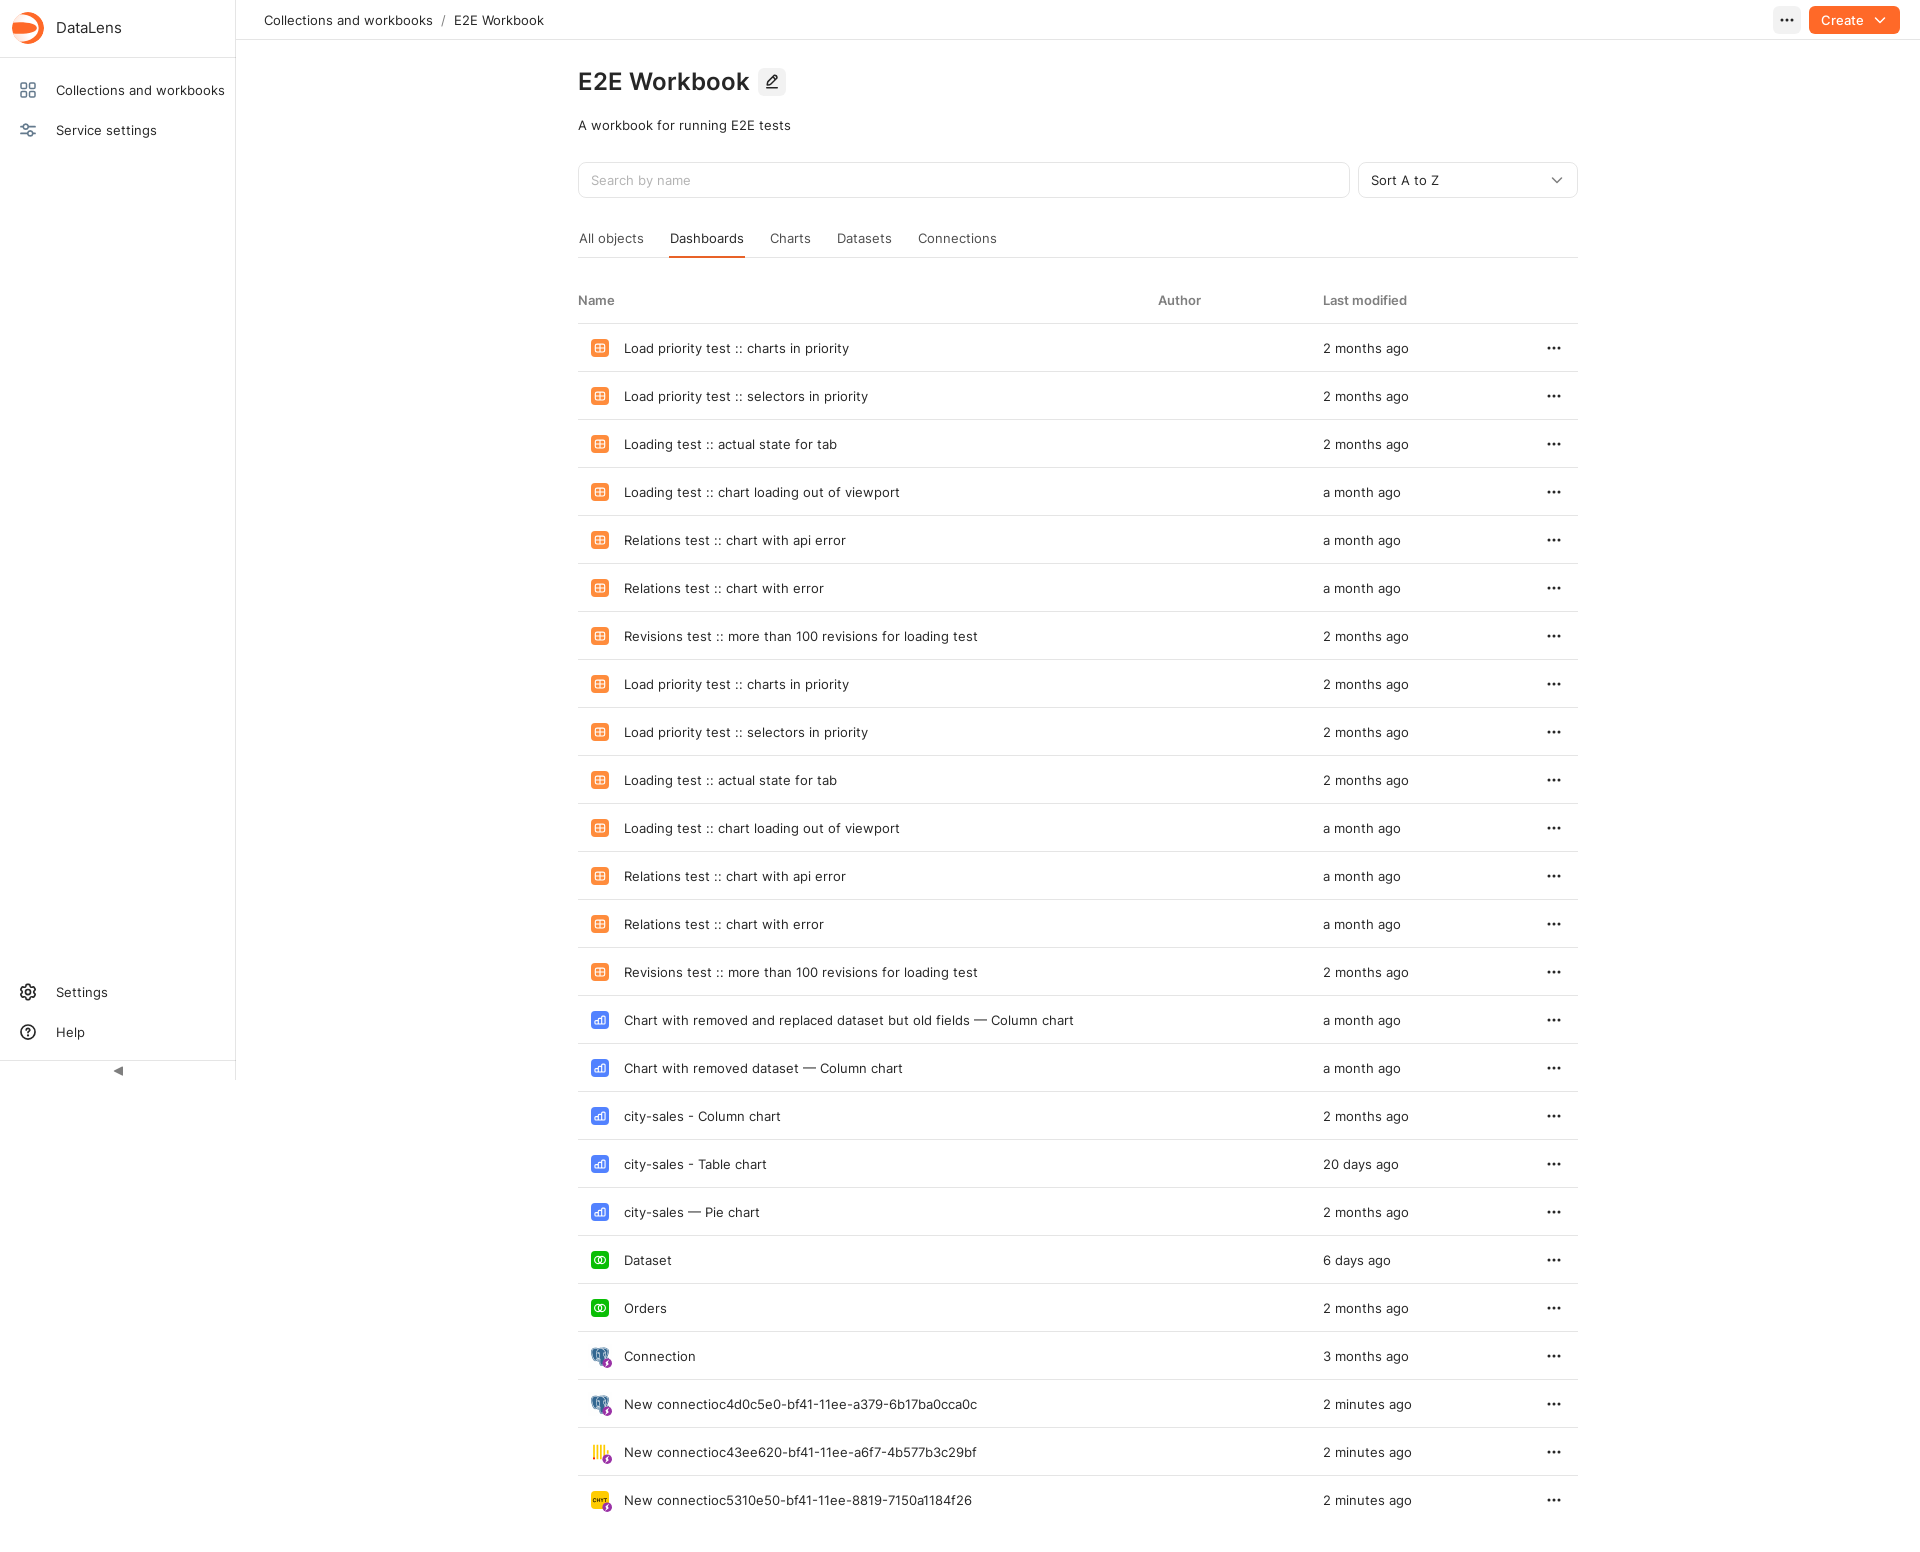 DataLens
Collections and workbooks / E2E Workbook
Create
Collections and workbooks
Service settings
E2E Workbook
A workbook for running E2E tests
Search by name
Sort A to Z
All objects Dashboards Charts Datasets Connections
Name Author Last modified
Load priority test :: charts in priority 2 months ago
Load priority test :: selectors in priority 2 months ago
Loading test :: actual state for tab 2 months ago
Loading test :: chart loading out of viewport a month ago
Relations test :: chart with api error a month ago
Relations test :: chart with error a month ago
Revisions test :: more than 100 revisions for loading test 2 months ago
Load priority test :: charts in priority 2 months ago
Load priority test :: selectors in priority 2 months ago
Loading test :: actual state for tab 2 months ago
Loading test :: chart loading out of viewport a month ago
Relations test :: chart with api error a month ago
Relations test :: chart with error a month ago
Revisions test :: more than 100 revisions for loading test 2 months ago
Chart with removed and replaced dataset but old fields — Column chart a month ago
Chart with removed dataset — Column chart a month ago
city-sales - Column chart 2 months ago
city-sales - Table chart 20 days ago
city-sales — Pie chart 2 months ago
Dataset 6 days ago
Orders 2 months ago
Connection 3 months ago
New connectioc4d0c5e0-bf41-11ee-a379-6b17ba0cca0c 2 minutes ago
New connectioc43ee620-bf41-11ee-a6f7-4b577b3c29bf 2 minutes ago
CHYT New connectioc5310e50-bf41-11ee-8819-7150a1184f26 2 minutes ago
Settings
Help